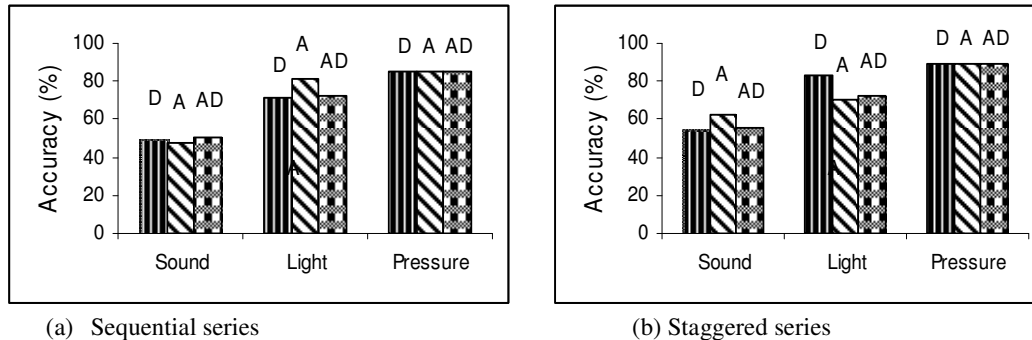 Accuracy (%)
100
80
60
40
20
0
D A AD
D A AD
D A AD
A
Sound Light Pressure
(a) Sequential series
Accuracy (%)
100
80
60
40
20
0
D A AD
D A AD
D A AD
A
Sound Light Pressure
(b) Staggered series